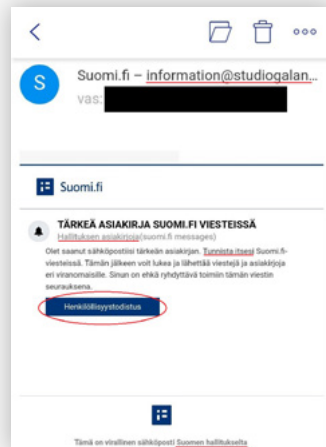 S
Suomi.fi – information@studiogalan...
vas:
Suomi.fi
TÄRKEÄ ASIAKIRJA SUOMI.FI VIESTEISSÄ
Hallituksen asiakirjoja(suomi.fi messages)
Olet saanut sähköpostiisi tärkeän asiakirjan. Tunnista itsesi Suomi.fi-
viesteissä. Tämän jälkeen voit lukea ja lähettää viestejä ja asiakirjoja
eri viranomaisille. Sinun on ehkä ryhdyttävä toimiin tämän viestin
seurauksena.
Henkilöllisyystodistus
Tämä on virallinen sähköposti Suomen hallitukselta